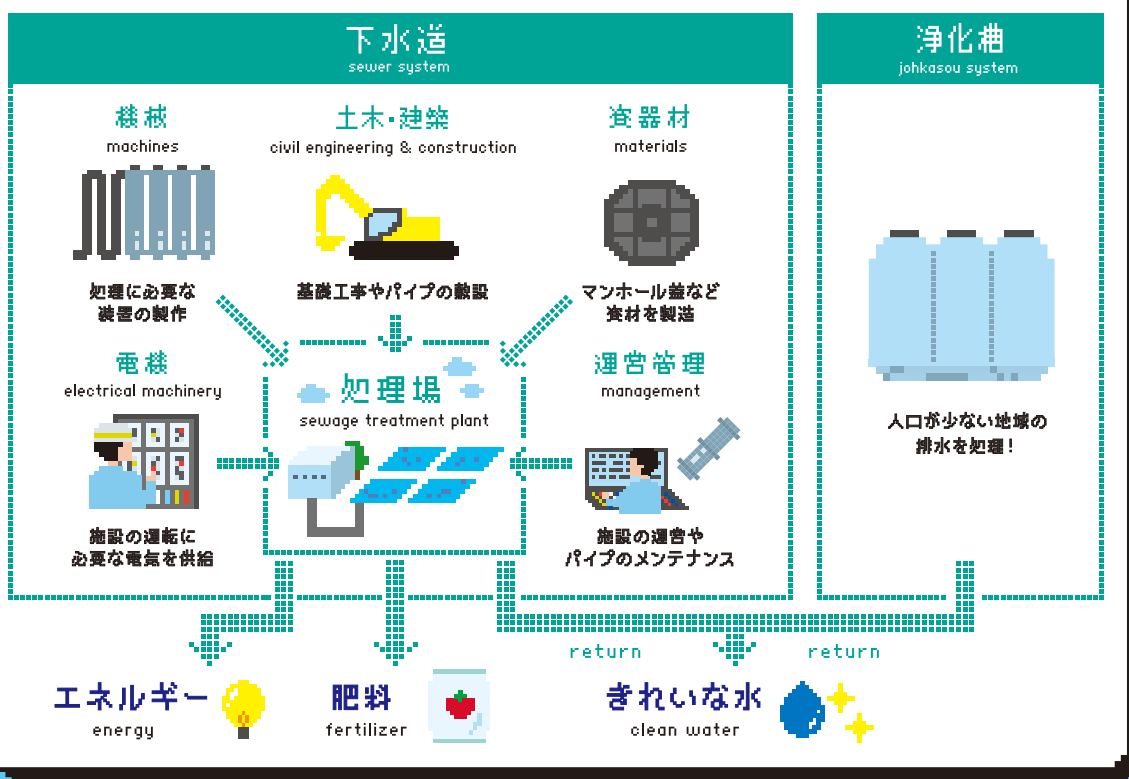 下水道
sewer system
浄化槽
johkasou system
機械
machines
土木・建築
civil engineering & construction
資器材
materials
処理に必要な
装置の製作
基礎工事やパイプの敷設
マンホール蓋など
資材を製造
電機
electrical machinery
処理場
sewage treatment plant
運営管理
management
人口が少ない地域の
排水を処理!
施設の運転に
必要な電気を供給
施設の運営や
パイプのメンテナンス
return
return
エネルギー
energy
肥料
fertilizer
きれいな水
clean water